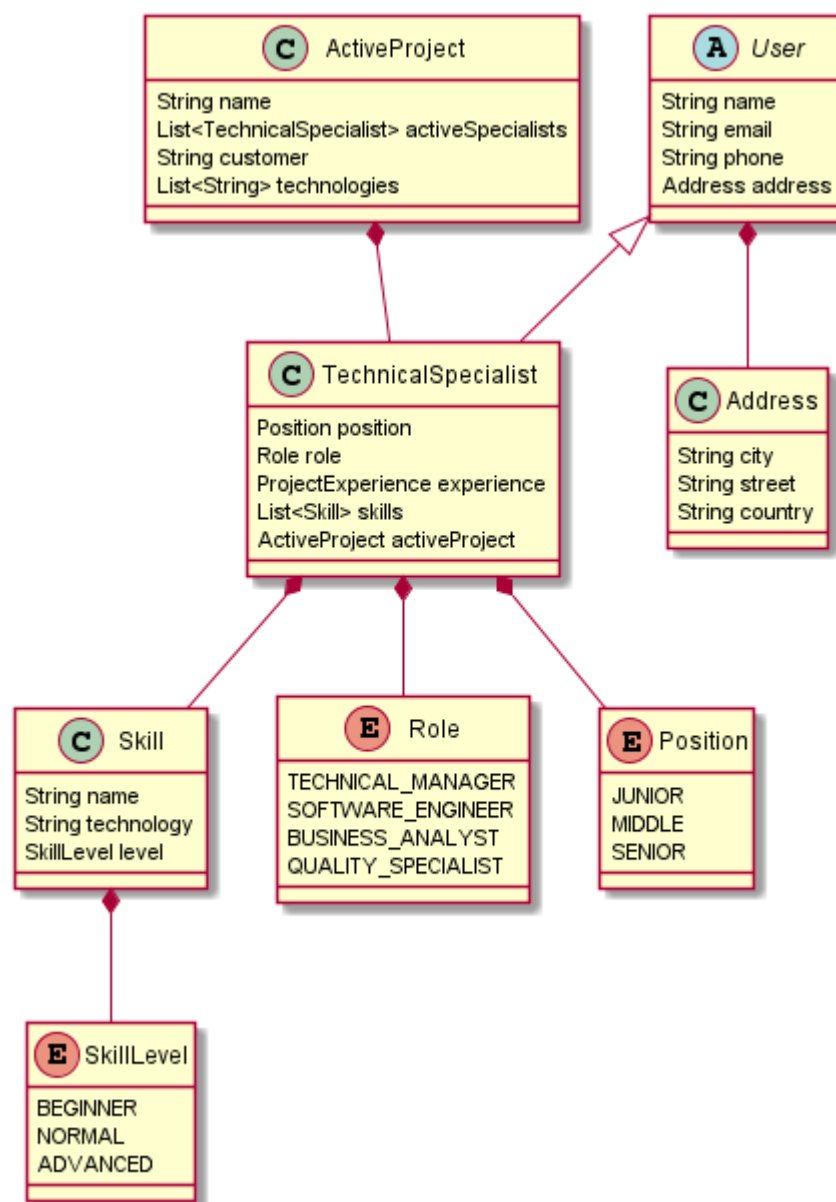 C ActiveProject
String name
List<TechnicalSpecialist> activeSpecialists
String customer
List<String> technologies
A User
String name
String email
String phone
Address address
C TechnicalSpecialist
Position position
Role role
ProjectExperience experience
List<Skill> skills
ActiveProject activeProject
C Address
String city
String street
String country
C Skill
String name
String technology
SkillLevel level
E Role
TECHNICAL_MANAGER
SOFTWARE_ENGINEER
BUSINESS_ANALYST
QUALITY_SPECIALIST
E Position
JUNIOR
MIDDLE
SENIOR
E SkillLevel
BEGINNER
NORMAL
ADVANCED